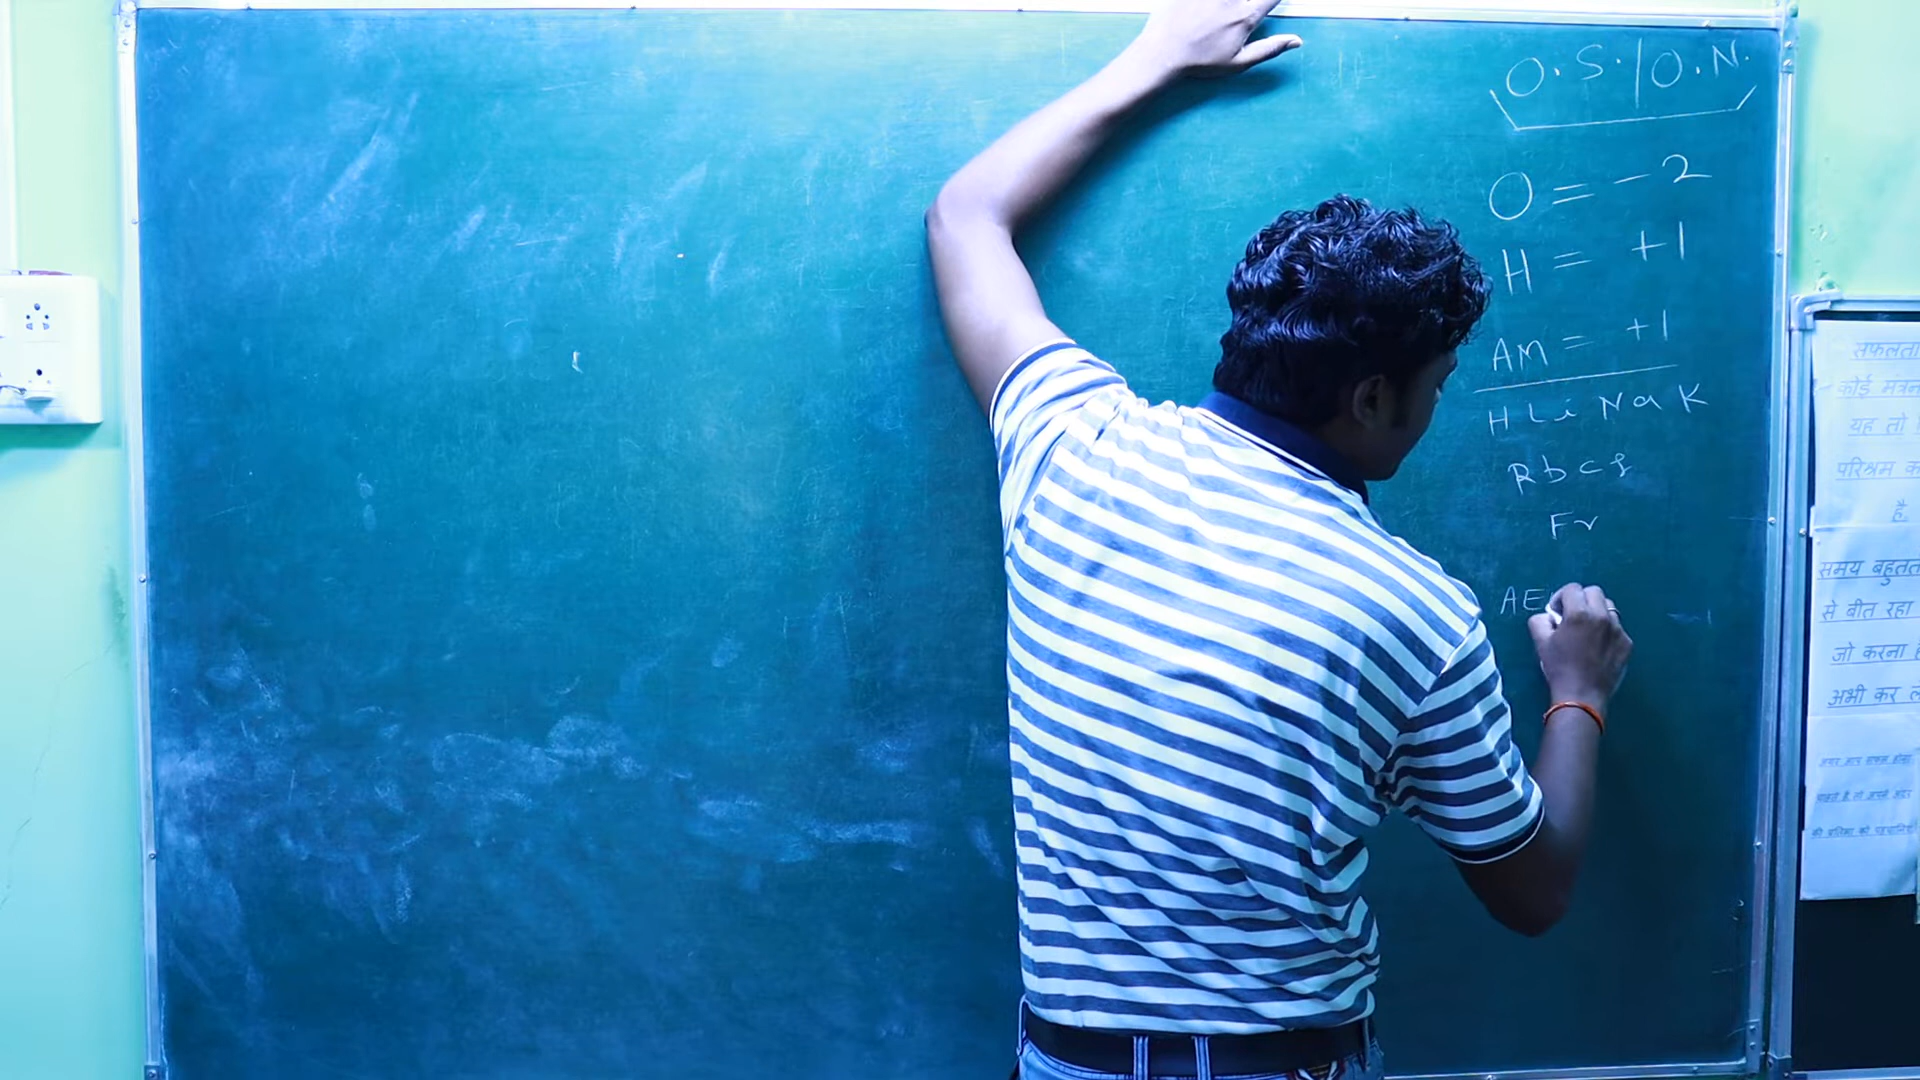 O.S./O.N.
O = -2
H = +1
AM = +1
H Li Na K
Rb Cs
Fr
AE
सफलता
कोई मंत्र
यह तो
परिश्रम क
है.
समय बहुत
से बीत रहा
जो करना
अभी कर